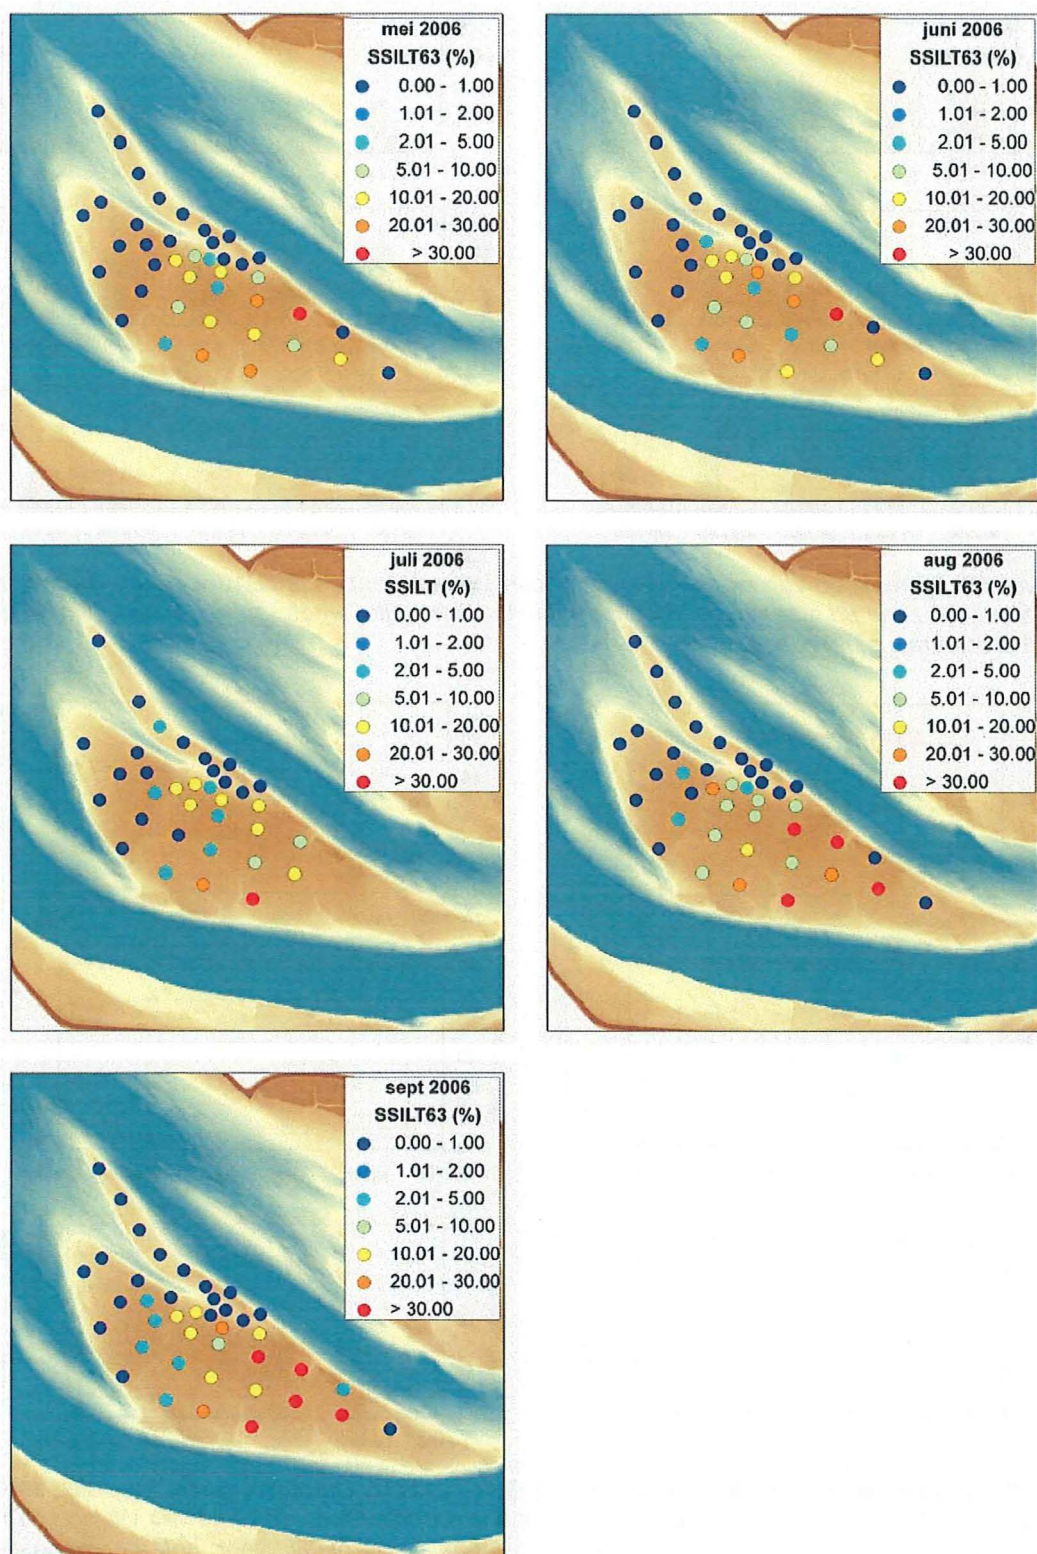 mei 2006
SSILT63 (%)
0.00 - 1.00
1.01 - 2.00
2.01 - 5.00
5.01 - 10.00
10.01 - 20.00
20.01 - 30.00
> 30.00
juni 2006
SSILT63 (%)
0.00 - 1.00
1.01 - 2.00
2.01 - 5.00
5.01 - 10.00
10.01 - 20.00
20.01 - 30.00
> 30.00
juli 2006
SSILT (%)
0.00 - 1.00
1.01 - 2.00
2.01 - 5.00
5.01 - 10.00
10.01 - 20.00
20.01 - 30.00
> 30.00
aug 2006
SSILT63 (%)
0.00 - 1.00
1.01 - 2.00
2.01 - 5.00
5.01 - 10.00
10.01 - 20.00
20.01 - 30.00
> 30.00
sept 2006
SSILT63 (%)
0.00 - 1.00
1.01 - 2.00
2.01 - 5.00
5.01 - 10.00
10.01 - 20.00
20.01 - 30.00
> 30.00